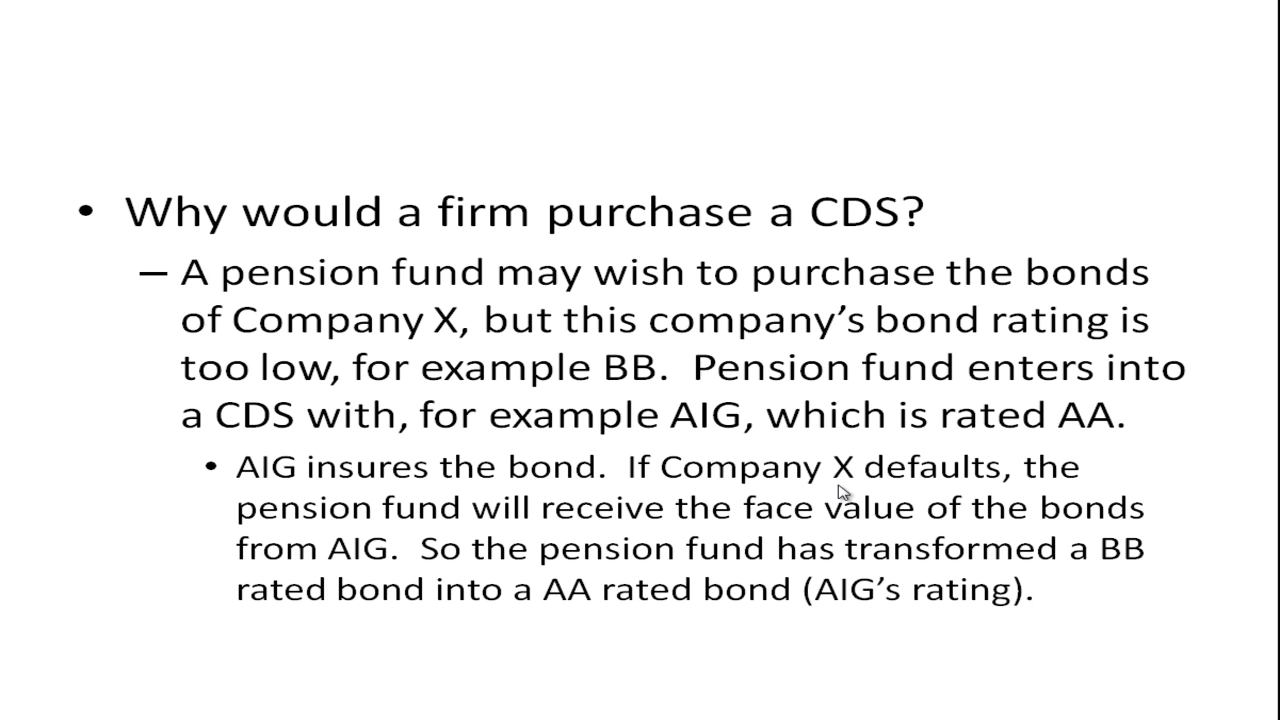 • Why would a firm purchase a CDS?
– A pension fund may wish to purchase the bonds
of Company X, but this company’s bond rating is
too low, for example BB.  Pension fund enters into
a CDS with, for example AIG, which is rated AA.
• AIG insures the bond.  If Company X defaults, the
pension fund will receive the face value of the bonds
from AIG.  So the pension fund has transformed a BB
rated bond into a AA rated bond (AIG’s rating).